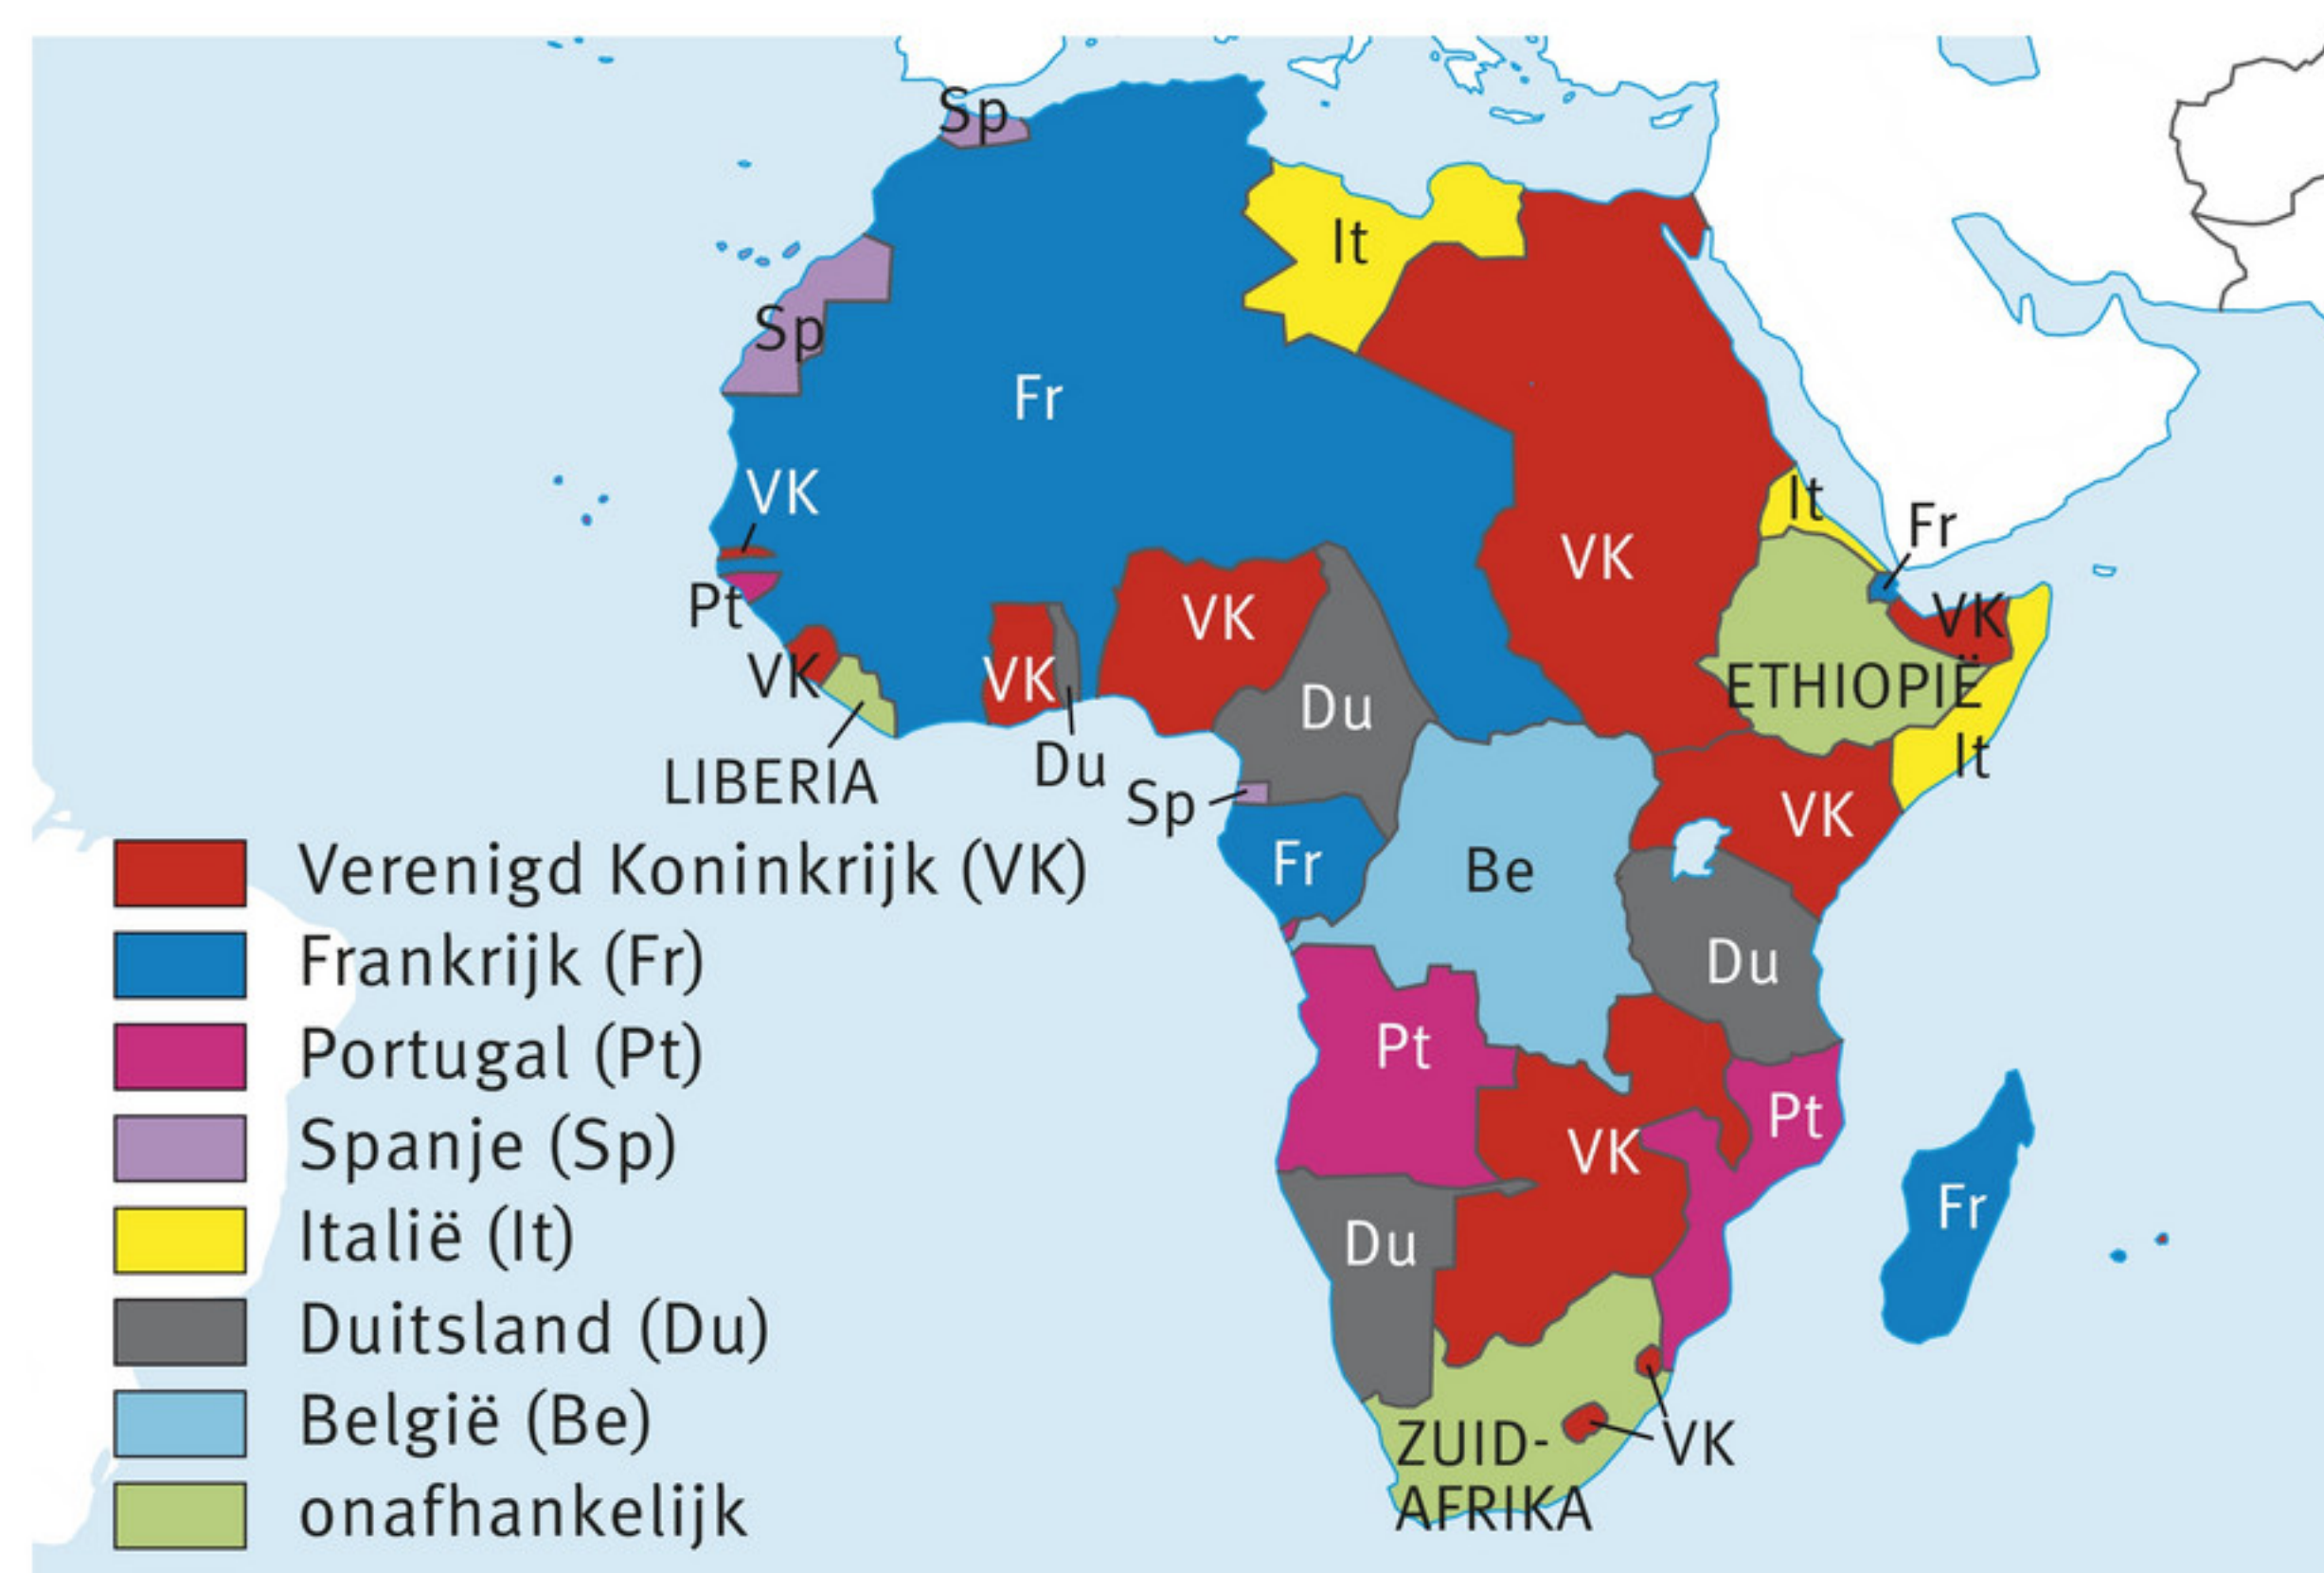 Sp
It
Sp
Fr
VK
It
Fr
VK
Pt
VK
VK
VK
VK
ETHIOPIË
Du
LIBERIA
Du
It
Sp
VK
Fr
Be
Du
Pt
Pt
VK
Fr
Du
ZUID-
AFRIKA
VK
Verenigd Koninkrijk (VK)
Frankrijk (Fr)
Portugal (Pt)
Spanje (Sp)
Italië (It)
Duitsland (Du)
België (Be)
onafhankelijk